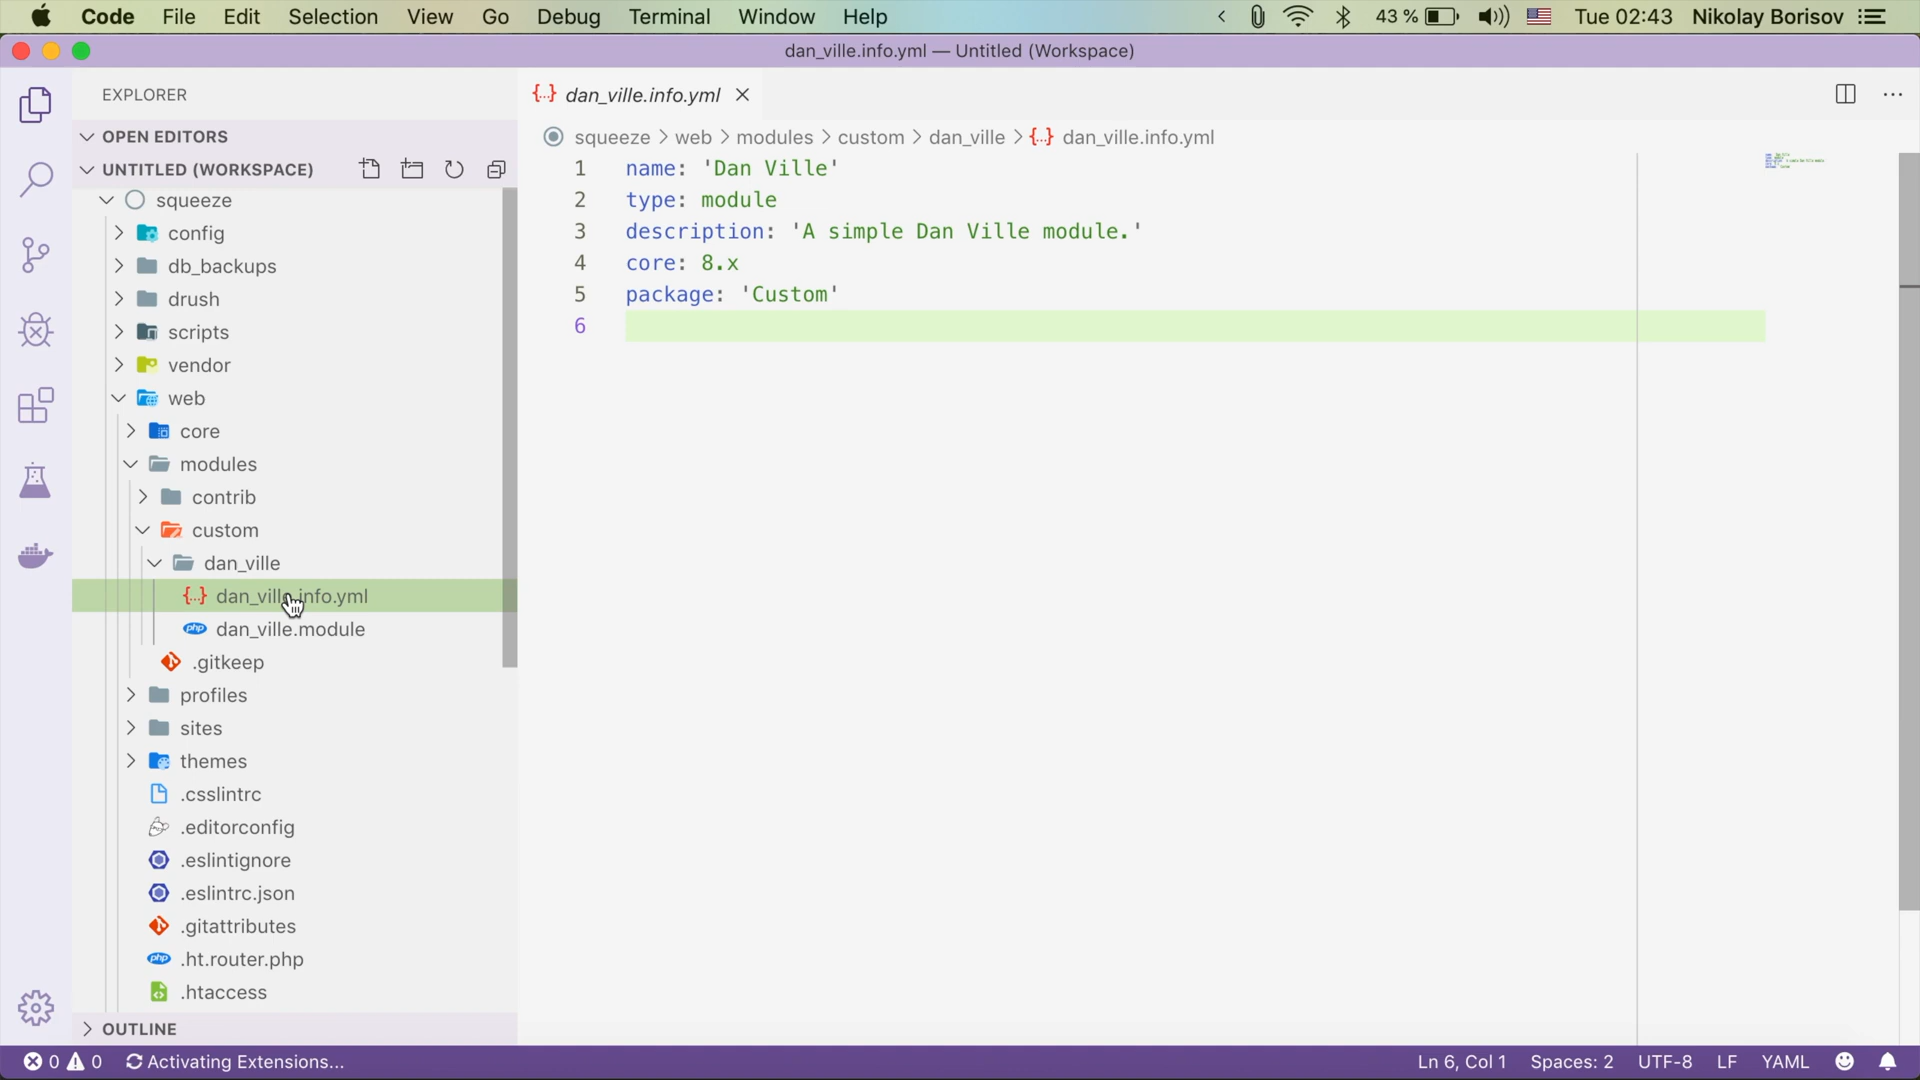 Code File Edit Selection View Go Debug Terminal Window Help 43 % Tue 02:43 Nikolay Borisov
dan_ville.info.yml — Untitled (Workspace)
EXPLORER
OPEN EDITORS
UNTITLED (WORKSPACE)
squeeze
config
db_backups
drush
scripts
vendor
web
core
modules
contrib
custom
dan_ville
dan_ville.info.yml
dan_ville.module
.gitkeep
profiles
sites
themes
.csslintrc
.editorconfig
.eslintignore
.eslintrc.json
.gitattributes
.ht.router.php
.htaccess
OUTLINE
{..} dan_ville.info.yml
squeeze > web > modules > custom > dan_ville > {..} dan_ville.info.yml
1 name: 'Dan Ville'
2 type: module
3 description: 'A simple Dan Ville module.'
4 core: 8.x
5 package: 'Custom'
6
0 0 Activating Extensions... Ln 6, Col 1 Spaces: 2 UTF-8 LF YAML